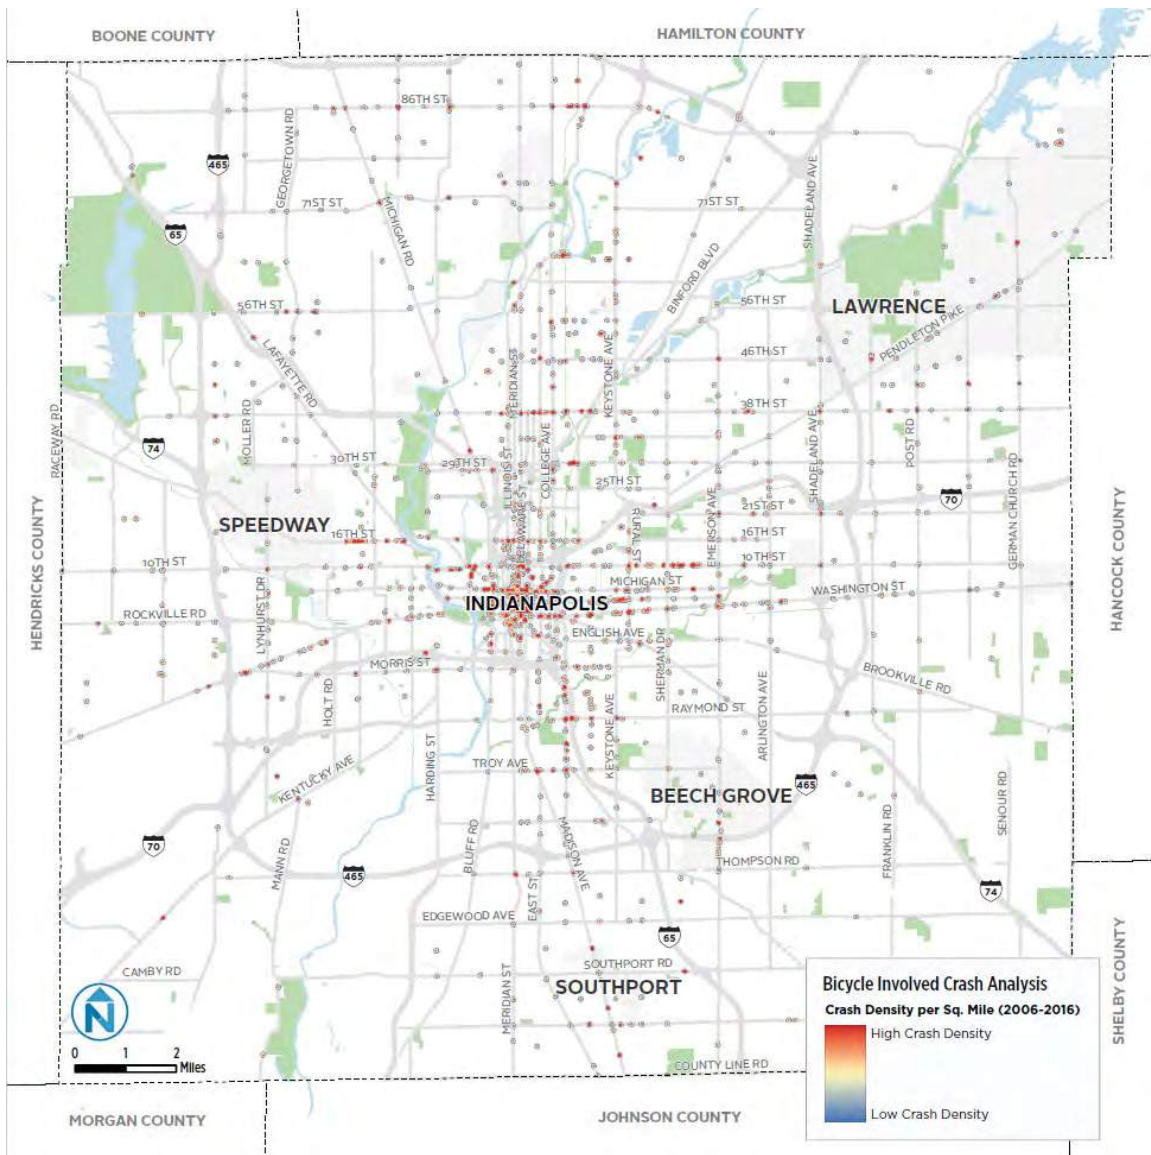 BOONE COUNTY
HAMILTON COUNTY
86TH ST
GEORGETOWN RD
465
SHADELAND AVE
71ST ST
MICHIGAN RD
71ST ST
65
BINFORD BLVD
56TH ST
56TH ST
LAWRENCE
PENDLETON PIKE
LAFAYETTE RD
MERIDIAN ST
KEYSTONE AVE
46TH ST
RACEWAY RD
MOLLER RD
38TH ST
COLLEGE AVE
SHADELAND AVE
POST RD
74
30TH ST
29TH ST
ILLINOIS ST
25TH ST
GERMAN CHURCH RD
70
DELAWARE ST
EMERSON AVE
21ST ST
SPEEDWAY
16TH ST
RURAL ST
16TH ST
HENDRICKS COUNTY
HANCOCK COUNTY
10TH ST
10TH ST
MICHIGAN ST
WASHINGTON ST
LYNHURST DR
INDIANAPOLIS
ROCKVILLE RD
ENGLISH AVE
SHERMAN DR
MORRIS ST
BROOKVILLE RD
HOLT RD
ARLINGTON AVE
RAYMOND ST
KEYSTONE AVE
HARDING ST
TROY AVE
KENTUCKY AVE
BEECH GROVE
465
SENOUR RD
FRANKLIN RD
70
MANN RD
BLUFF RD
MADISON AVE
THOMPSON RD
465
74
EAST ST
EDGEWOOD AVE
65
SHELBY COUNTY
CAMBY RD
SOUTHPORT RD
MERIDIAN ST
SOUTHPORT
Bicycle Involved Crash Analysis
Crash Density per Sq. Mile (2006-2016)
High Crash Density
Low Crash Density
N
0 1 2
Miles
COUNTY LINE RD
MORGAN COUNTY
JOHNSON COUNTY